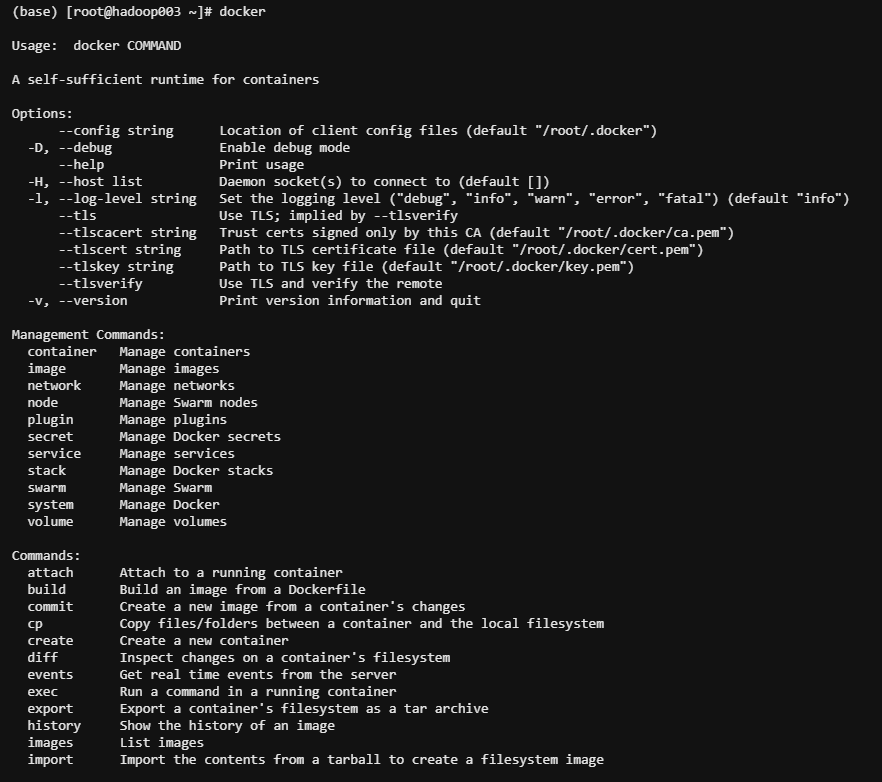 (base) [root@hadoop003 ~]# docker
Usage:  docker COMMAND
A self-sufficient runtime for containers
Options:
      --config string      Location of client config files (default "/root/.docker")
  -D, --debug              Enable debug mode
      --help               Print usage
  -H, --host list          Daemon socket(s) to connect to (default [])
  -l, --log-level string   Set the logging level ("debug", "info", "warn", "error", "fatal") (default "info")
      --tls                Use TLS; implied by --tlsverify
      --tlscacert string   Trust certs signed only by this CA (default "/root/.docker/ca.pem")
      --tlscert string     Path to TLS certificate file (default "/root/.docker/cert.pem")
      --tlskey string      Path to TLS key file (default "/root/.docker/key.pem")
      --tlsverify          Use TLS and verify the remote
  -v, --version            Print version information and quit
Management Commands:
  container   Manage containers
  image       Manage images
  network     Manage networks
  node        Manage Swarm nodes
  plugin      Manage plugins
  secret      Manage Docker secrets
  service     Manage services
  stack       Manage Docker stacks
  swarm       Manage Swarm
  system      Manage Docker
  volume      Manage volumes
Commands:
  attach      Attach to a running container
  build       Build an image from a Dockerfile
  commit      Create a new image from a container's changes
  cp          Copy files/folders between a container and the local filesystem
  create      Create a new container
  diff        Inspect changes on a container's filesystem
  events      Get real time events from the server
  exec        Run a command in a running container
  export      Export a container's filesystem as a tar archive
  history     Show the history of an image
  images      List images
  import      Import the contents from a tarball to create a filesystem image